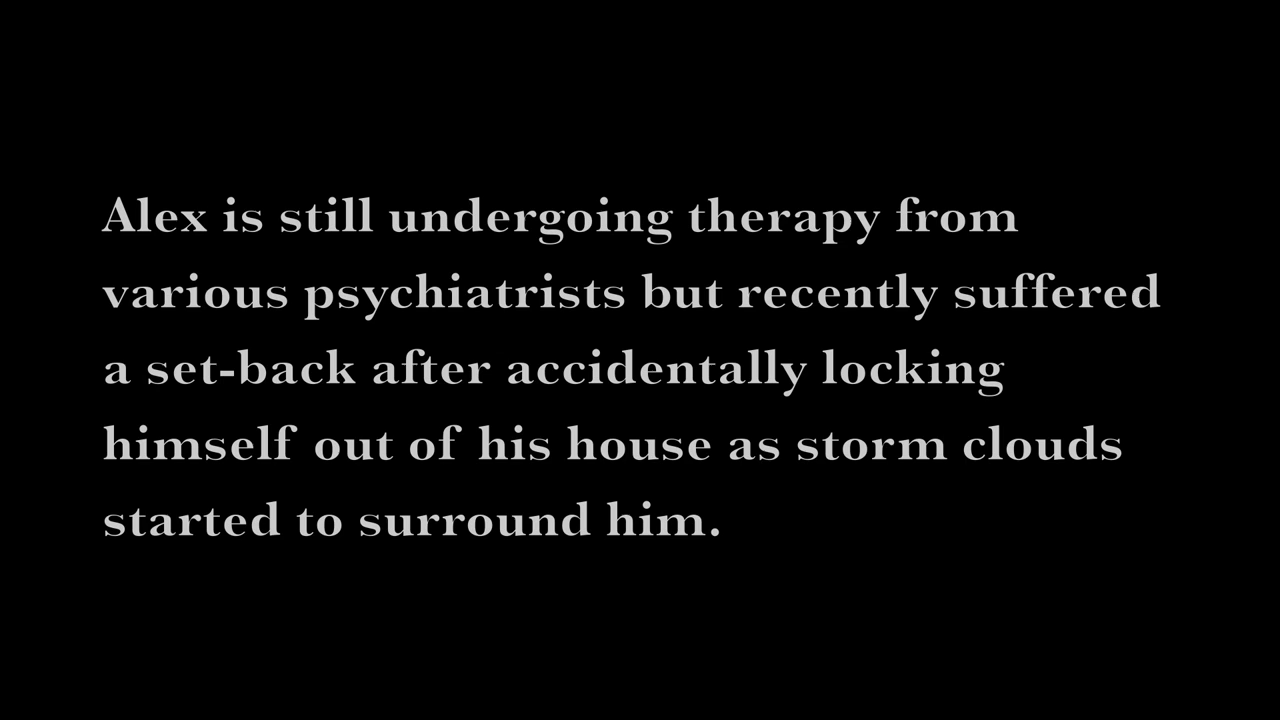 Alex is still undergoing therapy from
various psychiatrists but recently suffered
a set-back after accidentally locking
himself out of his house as storm clouds
started to surround him.